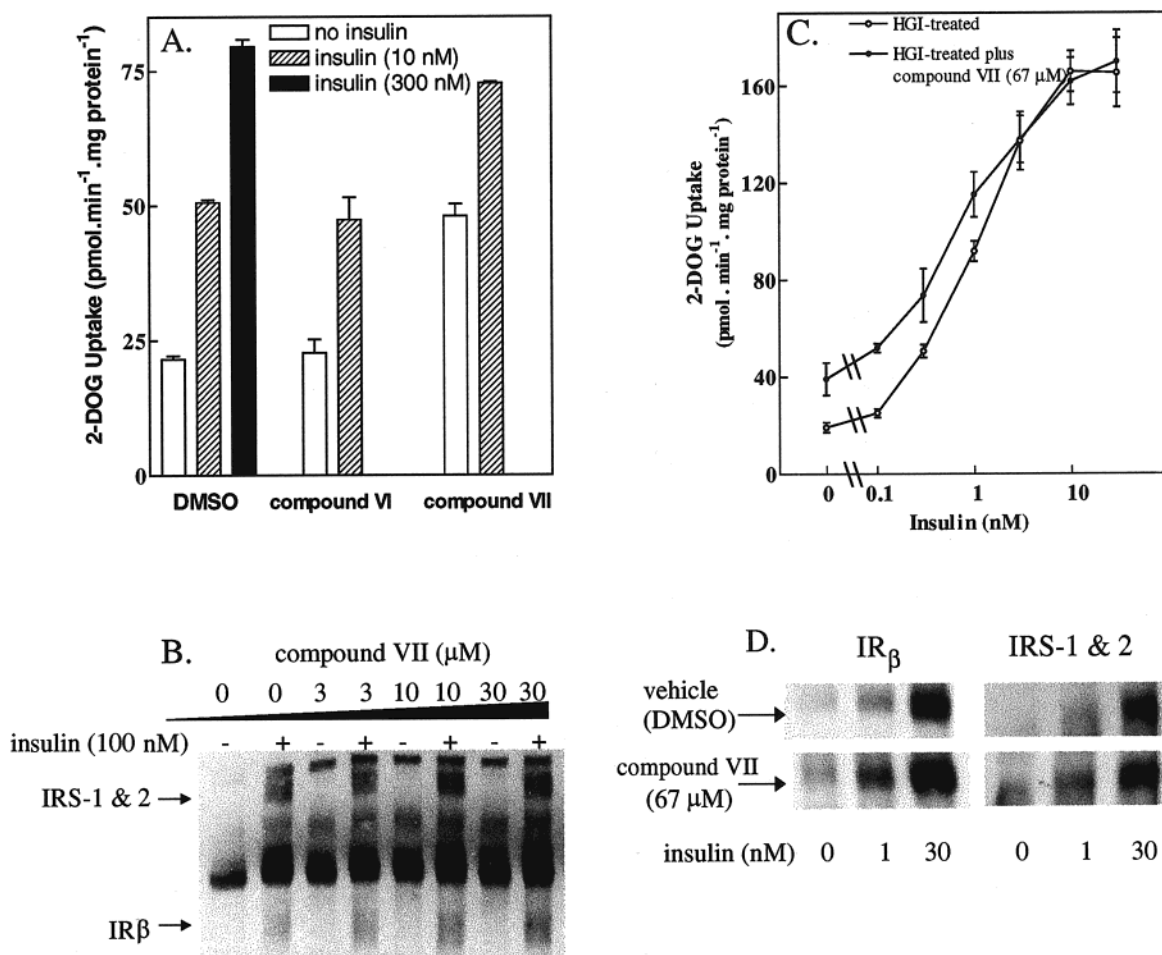 A.
no insulin
insulin (10 nM)
insulin (300 nM)
2-DOG Uptake (pmol.min⁻¹.mg protein⁻¹)
75
50
25
0
DMSO compound VI compound VII
C.
HGI-treated
HGI-treated plus
compound VII (67 μM)
2-DOG Uptake
(pmol . min⁻¹ . mg protein⁻¹)
160
120
80
40
0
0 0.1 1 10
Insulin (nM)
B.
compound VII (μM)
0 0 3 3 10 10 30 30
insulin (100 nM) - + - + - + - +
IRS-1 & 2
IRβ
D.
IRβ IRS-1 & 2
vehicle
(DMSO)
compound VII
(67 μM)
insulin (nM) 0 1 30 0 1 30